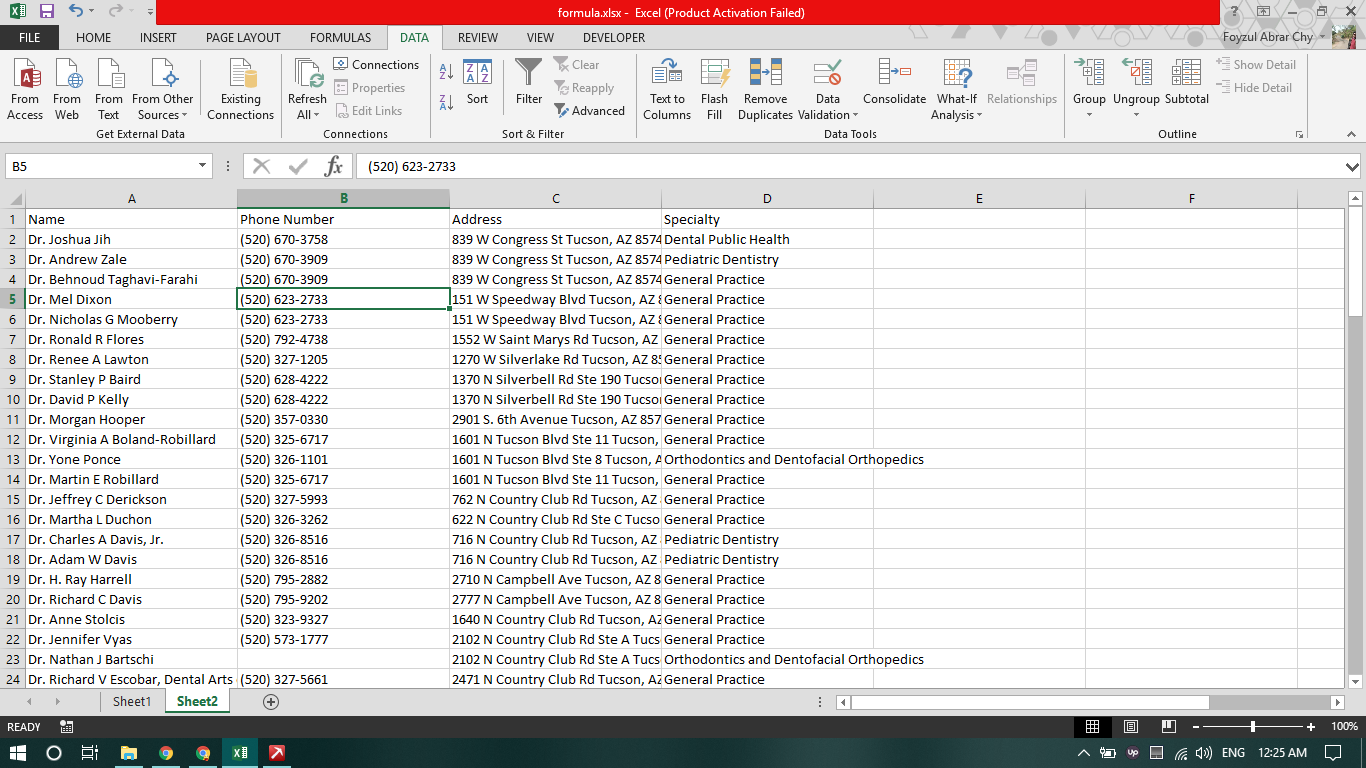 formula.xlsx - Excel (Product Activation Failed)
FILE HOME INSERT PAGE LAYOUT FORMULAS DATA REVIEW VIEW DEVELOPER Foyzul Abrar Chy
From Access From Web From Text From Other Sources Existing Connections
Get External Data
Refresh All Connections Properties Edit Links
Connections
Sort Filter Clear Reapply Advanced
Sort & Filter
Text to Columns Flash Fill Remove Duplicates Data Validation Consolidate What-If Analysis Relationships
Data Tools
Group Ungroup Subtotal Show Detail Hide Detail
Outline
B5 fx (520) 623-2733
A B C D E F
1 Name Phone Number Address Specialty
2 Dr. Joshua Jih (520) 670-3758 839 W Congress St Tucson, AZ 8574 Dental Public Health
3 Dr. Andrew Zale (520) 670-3909 839 W Congress St Tucson, AZ 8574 Pediatric Dentistry
4 Dr. Behnoud Taghavi-Farahi (520) 670-3909 839 W Congress St Tucson, AZ 8574 General Practice
5 Dr. Mel Dixon (520) 623-2733 151 W Speedway Blvd Tucson, AZ 8 General Practice
6 Dr. Nicholas G Mooberry (520) 623-2733 151 W Speedway Blvd Tucson, AZ 8 General Practice
7 Dr. Ronald R Flores (520) 792-4738 1552 W Saint Marys Rd Tucson, AZ General Practice
8 Dr. Renee A Lawton (520) 327-1205 1270 W Silverlake Rd Tucson, AZ 85 General Practice
9 Dr. Stanley P Baird (520) 628-4222 1370 N Silverbell Rd Ste 190 Tucso General Practice
10 Dr. David P Kelly (520) 628-4222 1370 N Silverbell Rd Ste 190 Tucso General Practice
11 Dr. Morgan Hooper (520) 357-0330 2901 S. 6th Avenue Tucson, AZ 857 General Practice
12 Dr. Virginia A Boland-Robillard (520) 325-6717 1601 N Tucson Blvd Ste 11 Tucson, General Practice
13 Dr. Yone Ponce (520) 326-1101 1601 N Tucson Blvd Ste 8 Tucson, A Orthodontics and Dentofacial Orthopedics
14 Dr. Martin E Robillard (520) 325-6717 1601 N Tucson Blvd Ste 11 Tucson, General Practice
15 Dr. Jeffrey C Derickson (520) 327-5993 762 N Country Club Rd Tucson, AZ General Practice
16 Dr. Martha L Duchon (520) 326-3262 622 N Country Club Rd Ste C Tucso General Practice
17 Dr. Charles A Davis, Jr. (520) 326-8516 716 N Country Club Rd Tucson, AZ Pediatric Dentistry
18 Dr. Adam W Davis (520) 326-8516 716 N Country Club Rd Tucson, AZ Pediatric Dentistry
19 Dr. H. Ray Harrell (520) 795-2882 2710 N Campbell Ave Tucson, AZ 8 General Practice
20 Dr. Richard C Davis (520) 795-9202 2777 N Campbell Ave Tucson, AZ 8 General Practice
21 Dr. Anne Stolcis (520) 323-9327 1640 N Country Club Rd Tucson, AZ General Practice
22 Dr. Jennifer Vyas (520) 573-1777 2102 N Country Club Rd Ste A Tucs General Practice
23 Dr. Nathan J Bartschi 2102 N Country Club Rd Ste A Tucs Orthodontics and Dentofacial Orthopedics
24 Dr. Richard V Escobar, Dental Arts (520) 327-5661 2471 N Country Club Rd Tucson, AZ General Practice
Sheet1 Sheet2
READY 100%
ENG 12:25 AM